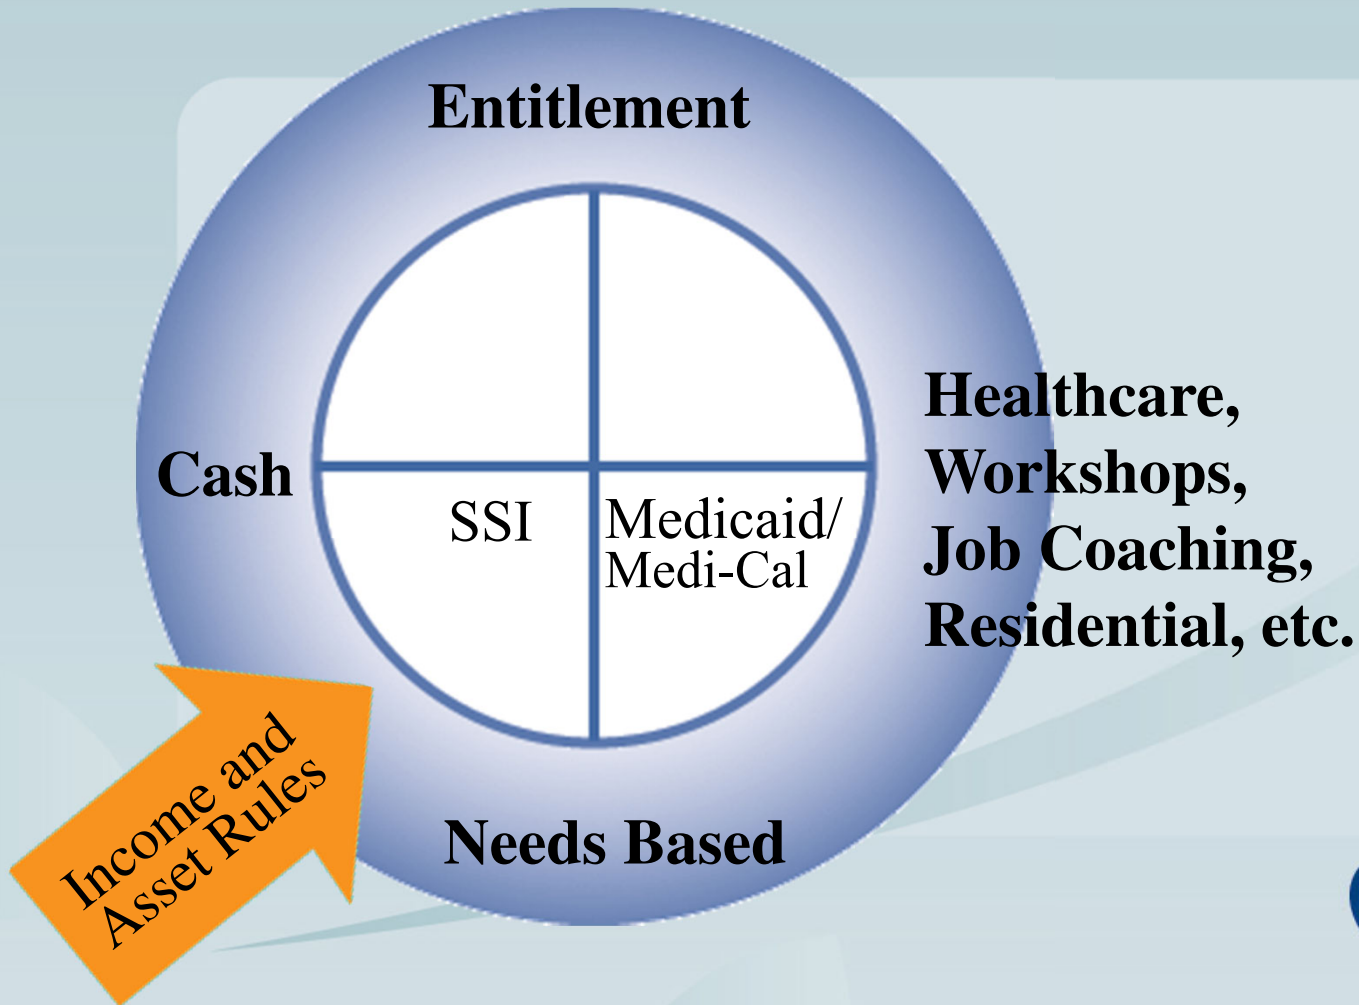 Entitlement
Cash
Healthcare,
Workshops,
Job Coaching,
Residential, etc.
SSI
Medicaid/
Medi-Cal
Income and
Asset Rules
Needs Based